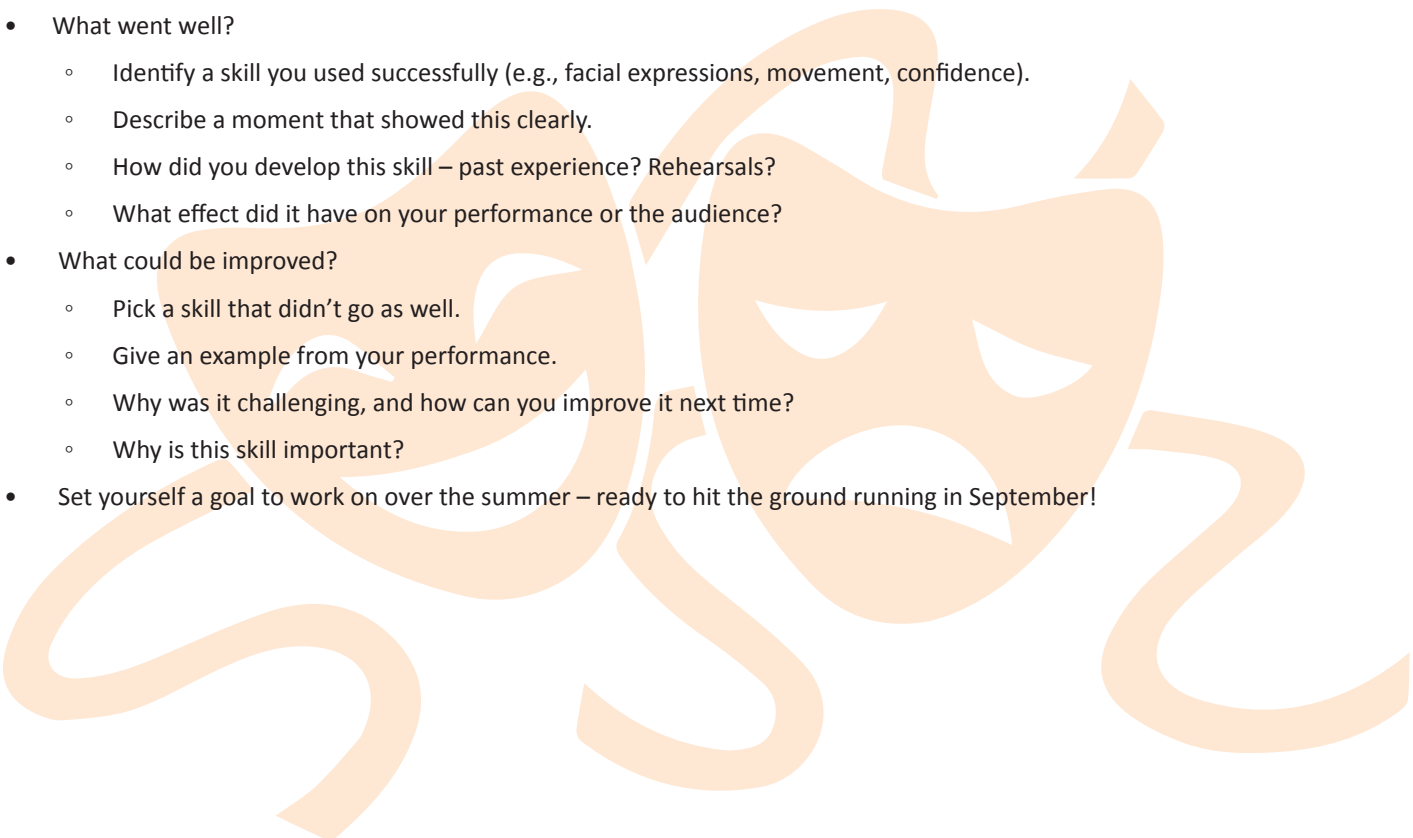 • What went well?
◦ Identify a skill you used successfully (e.g., facial expressions, movement, confidence).
◦ Describe a moment that showed this clearly.
◦ How did you develop this skill – past experience? Rehearsals?
◦ What effect did it have on your performance or the audience?
• What could be improved?
◦ Pick a skill that didn’t go as well.
◦ Give an example from your performance.
◦ Why was it challenging, and how can you improve it next time?
◦ Why is this skill important?
• Set yourself a goal to work on over the summer – ready to hit the ground running in September!